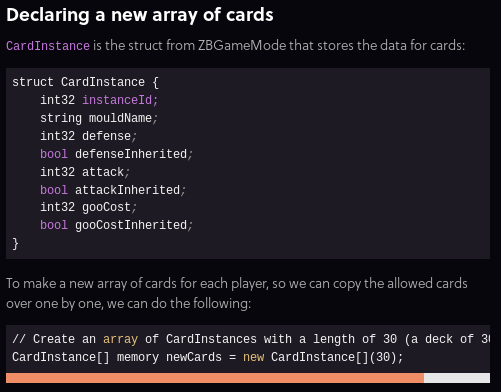 Declaring a new array of cards
CardInstance is the struct from ZBGameMode that stores the data for cards:
struct CardInstance {
    int32 instanceId;
    string mouldName;
    int32 defense;
    bool defenseInherited;
    int32 attack;
    bool attackInherited;
    int32 gooCost;
    bool gooCostInherited;
}
To make a new array of cards for each player, so we can copy the allowed cards
over one by one, we can do the following:
// Create an array of CardInstances with a length of 30 (a deck of
CardInstance[] memory newCards = new CardInstance[](30);